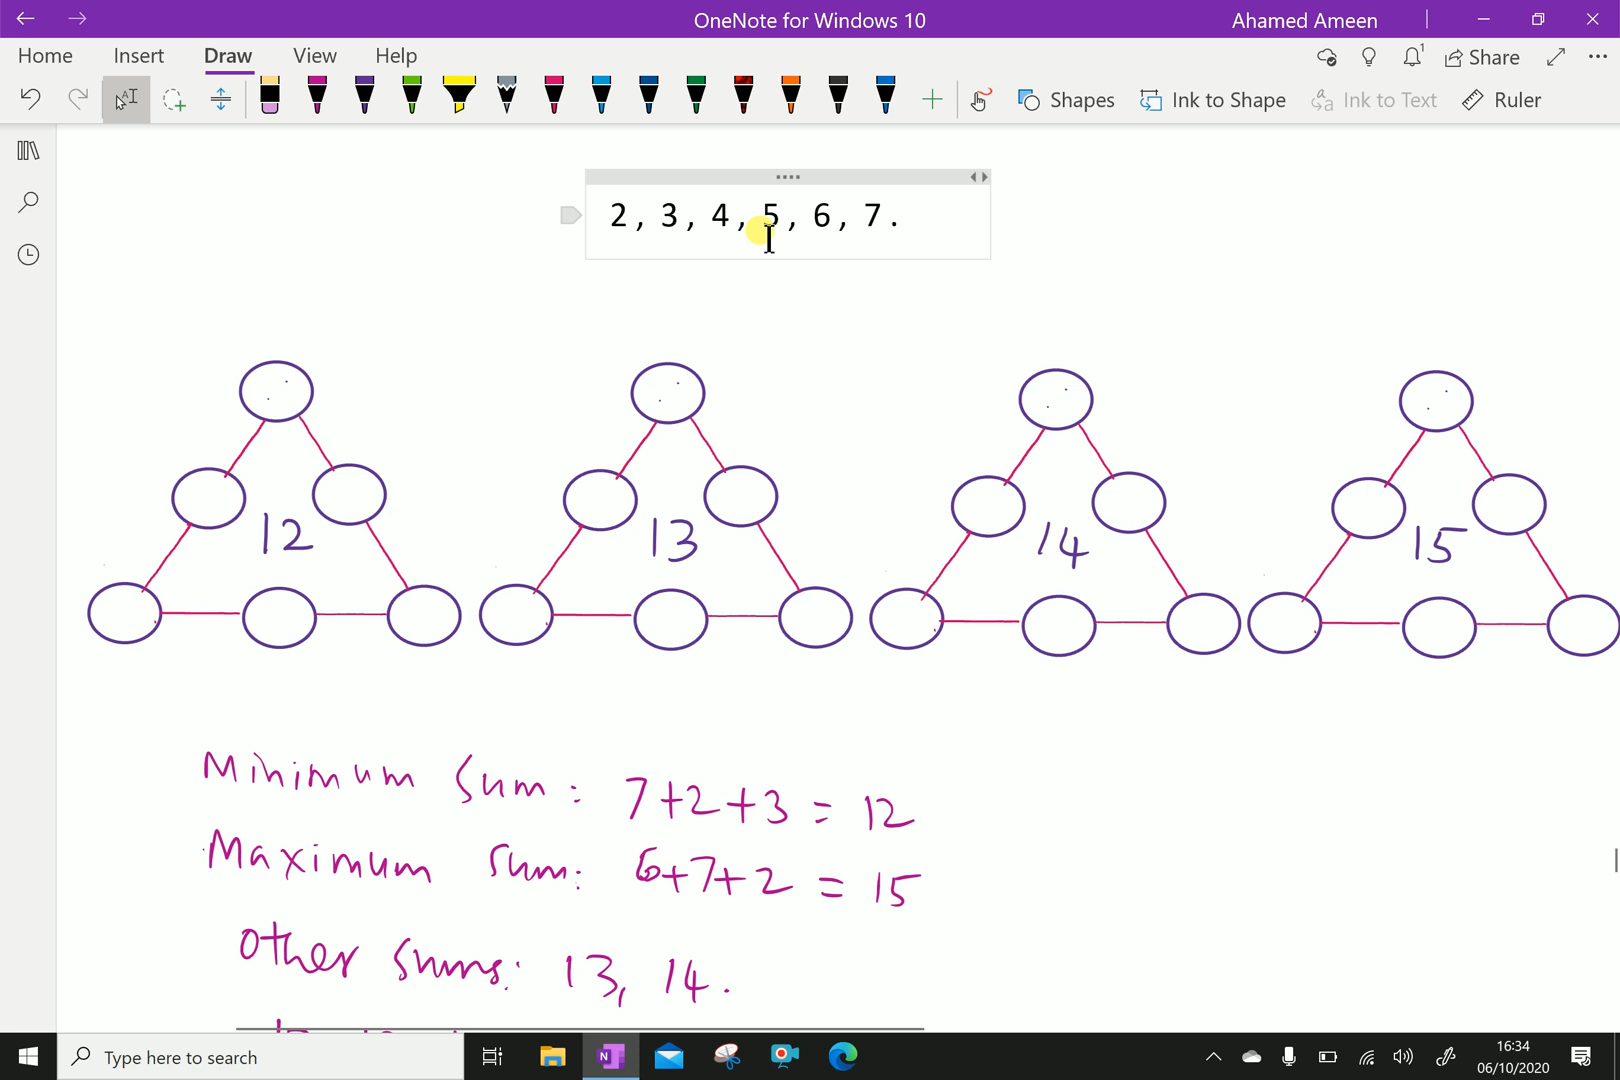 OneNote for Windows 10
Ahamed Ameen
Home Insert Draw View Help
1
Share
Shapes
Ink to Shape
Ink to Text
Ruler
2, 3, 4, 5, 6, 7.
12 13 14 15
Minimum sum: 7+2+3 = 12
Maximum sum: 6+7+2 = 15
Other sums: 13, 14.
Type here to search
16:34
06/10/2020